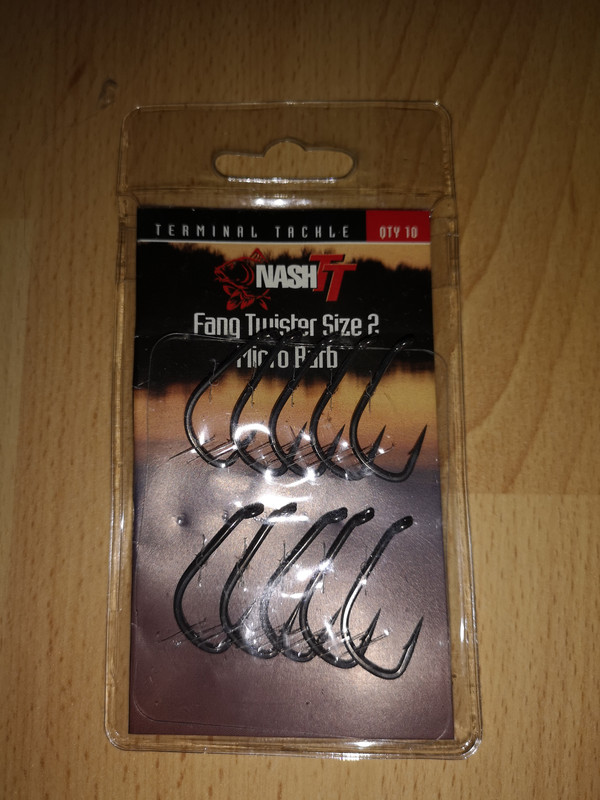 TERMINAL TACKLE QTY 10
NASH TT
Fang Twister Size 2
Micro Barb